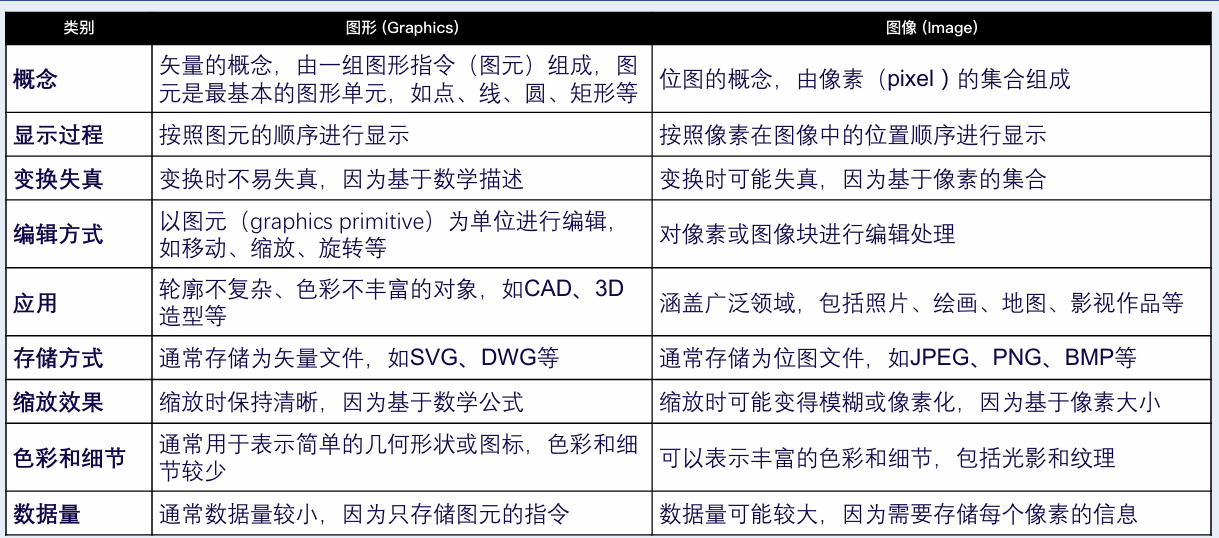 类别 图形 (Graphics) 图像 (Image)
概念 矢量的概念，由一组图形指令（图元）组成，图
元是最基本的图形单元，如点、线、圆、矩形等 位图的概念，由像素（pixel ) 的集合组成
显示过程 按照图元的顺序进行显示 按照像素在图像中的位置顺序进行显示
变换失真 变换时不易失真，因为基于数学描述 变换时可能失真，因为基于像素的集合
编辑方式 以图元（graphics primitive）为单位进行编辑，
如移动、缩放、旋转等 对像素或图像块进行编辑处理
应用 轮廓不复杂、色彩不丰富的对象，如CAD、3D
造型等 涵盖广泛领域，包括照片、绘画、地图、影视作品等
存储方式 通常存储为矢量文件，如SVG、DWG等 通常存储为位图文件，如JPEG、PNG、BMP等
缩放效果 缩放时保持清晰，因为基于数学公式 缩放时可能变得模糊或像素化，因为基于像素大小
色彩和细节 通常用于表示简单的几何形状或图标，色彩和细
节较少 可以表示丰富的色彩和细节，包括光影和纹理
数据量 通常数据量较小，因为只存储图元的指令 数据量可能较大，因为需要存储每个像素的信息